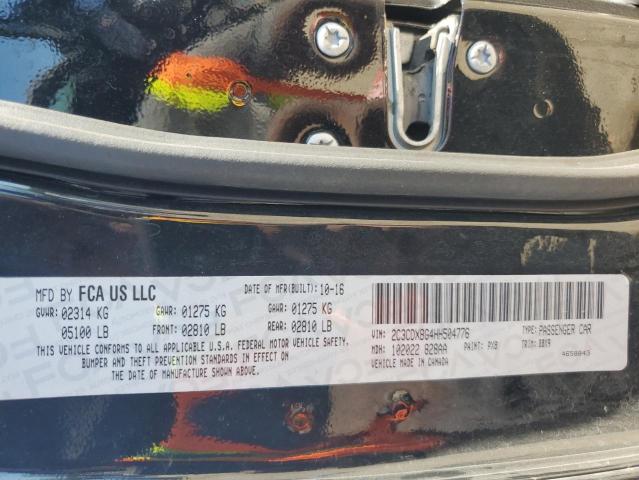 MFD BY FCA US LLC
DATE OF MFR(BUILT): 10-16
GVWR: 02314 KG GAWR: 01275 KG GAWR: 01275 KG
05100 LB FRONT: 02810 LB REAR: 02810 LB
THIS VEHICLE CONFORMS TO ALL APPLICABLE U.S.A. FEDERAL MOTOR VEHICLE SAFETY,
BUMPER AND THEFT PREVENTION STANDARDS IN EFFECT ON
THE DATE OF MANUFACTURE SHOWN ABOVE.
VIN: 2C3CDXBG4HH504776 TYPE: PASSENGER CAR
MDH: 102022 828AA PAINT: PX8 TRIM:
VEHICLE MADE IN CANADA